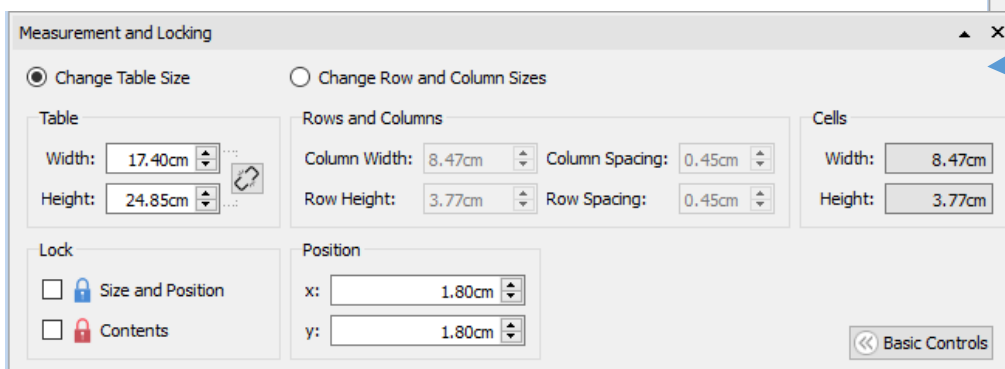 Measurement and Locking
Change Table Size
Change Row and Column Sizes
Table
Width: 17.40cm
Height: 24.85cm
Rows and Columns
Column Width: 8.47cm Column Spacing: 0.45cm
Row Height: 3.77cm Row Spacing: 0.45cm
Cells
Width: 8.47cm
Height: 3.77cm
Lock
Size and Position
Contents
Position
x: 1.80cm
y: 1.80cm
Basic Controls